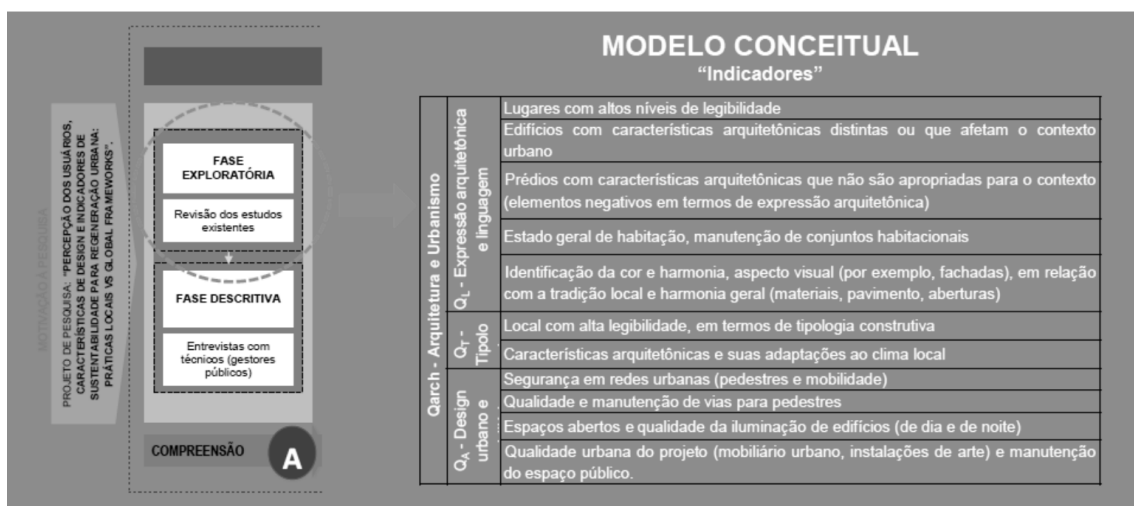 MOTIVAÇÃO À PESQUISA
PROJETO DE PESQUISA: "PERCEPÇÃO DOS USUÁRIOS,
CARACTERÍSTICAS DE DESIGN E INDICADORES DE
SUSTENTABILIDADE PARA REGENERAÇÃO URBANA:
PRÁTICAS LOCAIS VS GLOBAL FRAMEWORKS".
FASE
EXPLORATÓRIA
Revisão dos estudos
existentes
FASE DESCRITIVA
Entrevistas com
técnicos (gestores
públicos)
COMPREENSÃO
A
MODELO CONCEITUAL
“Indicadores”
Qarch - Arquitetura e Urbanismo
QL - Expressão arquitetônica
e linguagem
Lugares com altos níveis de legibilidade
Edifícios com características arquitetônicas distintas ou que afetam o contexto
urbano
Prédios com características arquitetônicas que não são apropriadas para o contexto
(elementos negativos em termos de expressão arquitetônica)
Estado geral de habitação, manutenção de conjuntos habitacionais
Identificação da cor e harmonia, aspecto visual (por exemplo, fachadas), em relação
com a tradição local e harmonia geral (materiais, pavimento, aberturas)
QT -
Tipolo
Local com alta legibilidade, em termos de tipologia construtiva
Características arquitetônicas e suas adaptações ao clima local
QA - Design
urbano e
Segurança em redes urbanas (pedestres e mobilidade)
Qualidade e manutenção de vias para pedestres
Espaços abertos e qualidade da iluminação de edifícios (de dia e de noite)
Qualidade urbana do projeto (mobiliário urbano, instalações de arte) e manutenção
do espaço público.